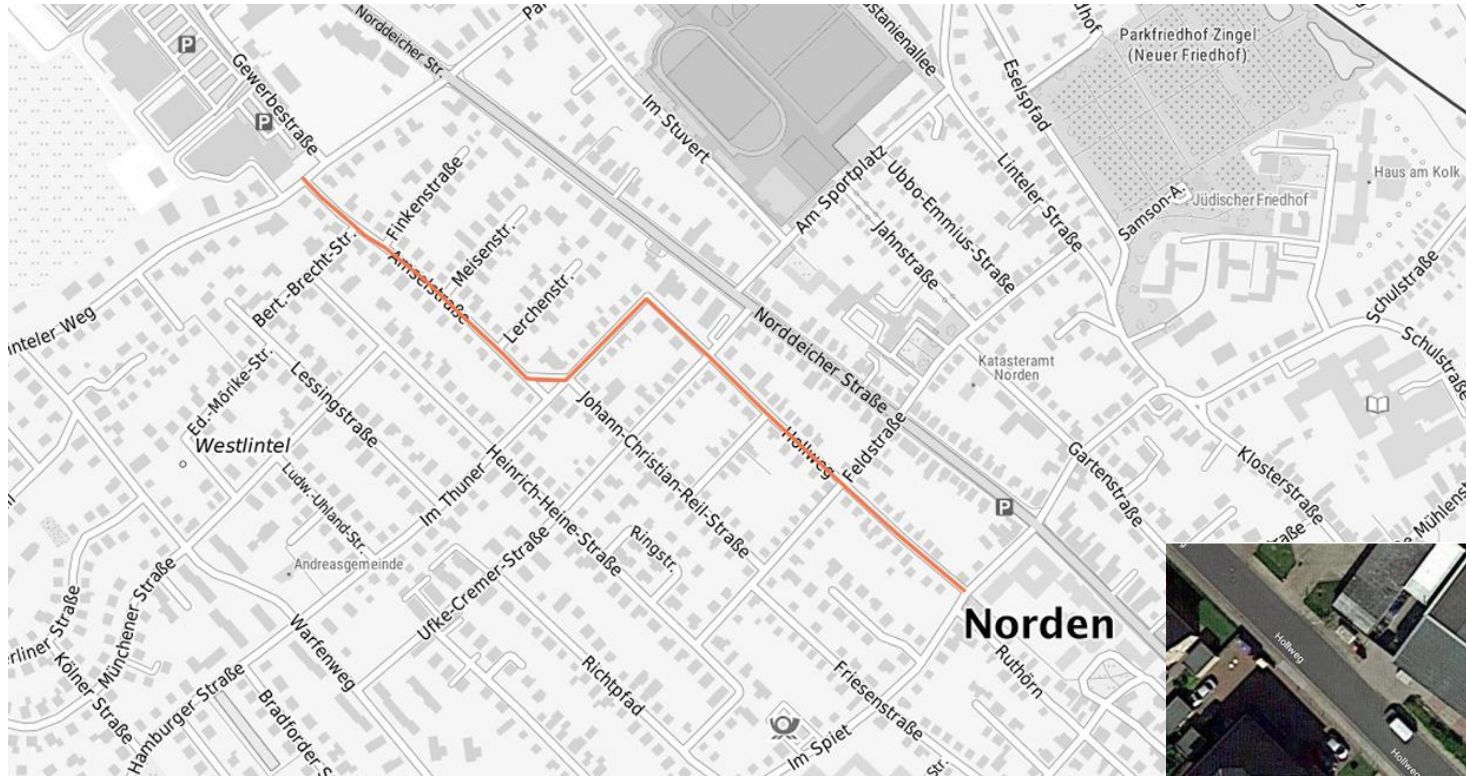 Norddeicher Str.
Gewerbestraße
P
P
Im Stuvert
Eselspfad
Parkfriedhof Zingel
(Neuer Friedhof)
Linteler Straße
Am Sportplatz
Ubbo-Emmius-Straße
Jahnstraße
Samson-A.
Jüdischer Friedhof
Haus am Kolk
Schulstraße
Schulstraße
Finkenstraße
Meisenstr.
Amselstraße
Lerchenstr.
Bert.-Brecht-Str.
inteler Weg
Ed.-Mörike-Str.
Lessingstraße
Westlintel
Norddeicher Straße
Katasteramt
Norden
Johann-Christian-Reil-Straße
Hollweg
Feldstraße
Gartenstraße
Klosterstraße
Im Thuner
Heinrich-Heine-Straße
Ludw.-Uhland-Str.
Ringstr.
P
Andreasgemeinde
Ufke-Cremer-Straße
Norden
Münchener Straße
erliner Straße
Kölner Straße
Warfenweg
Hamburger Straße
Bradforder-S
Richtpfad
Friesenstraße
Ruthörn
Im Spiet
Hollweg
Hollweg